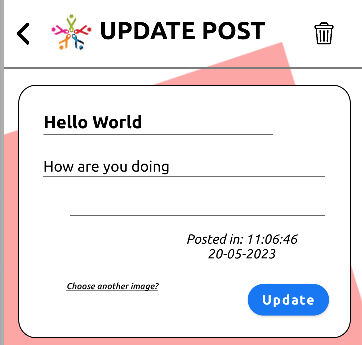 UPDATE POST
Hello World
How are you doing
Posted in: 11:06:46
20-05-2023
Choose another image?
Update